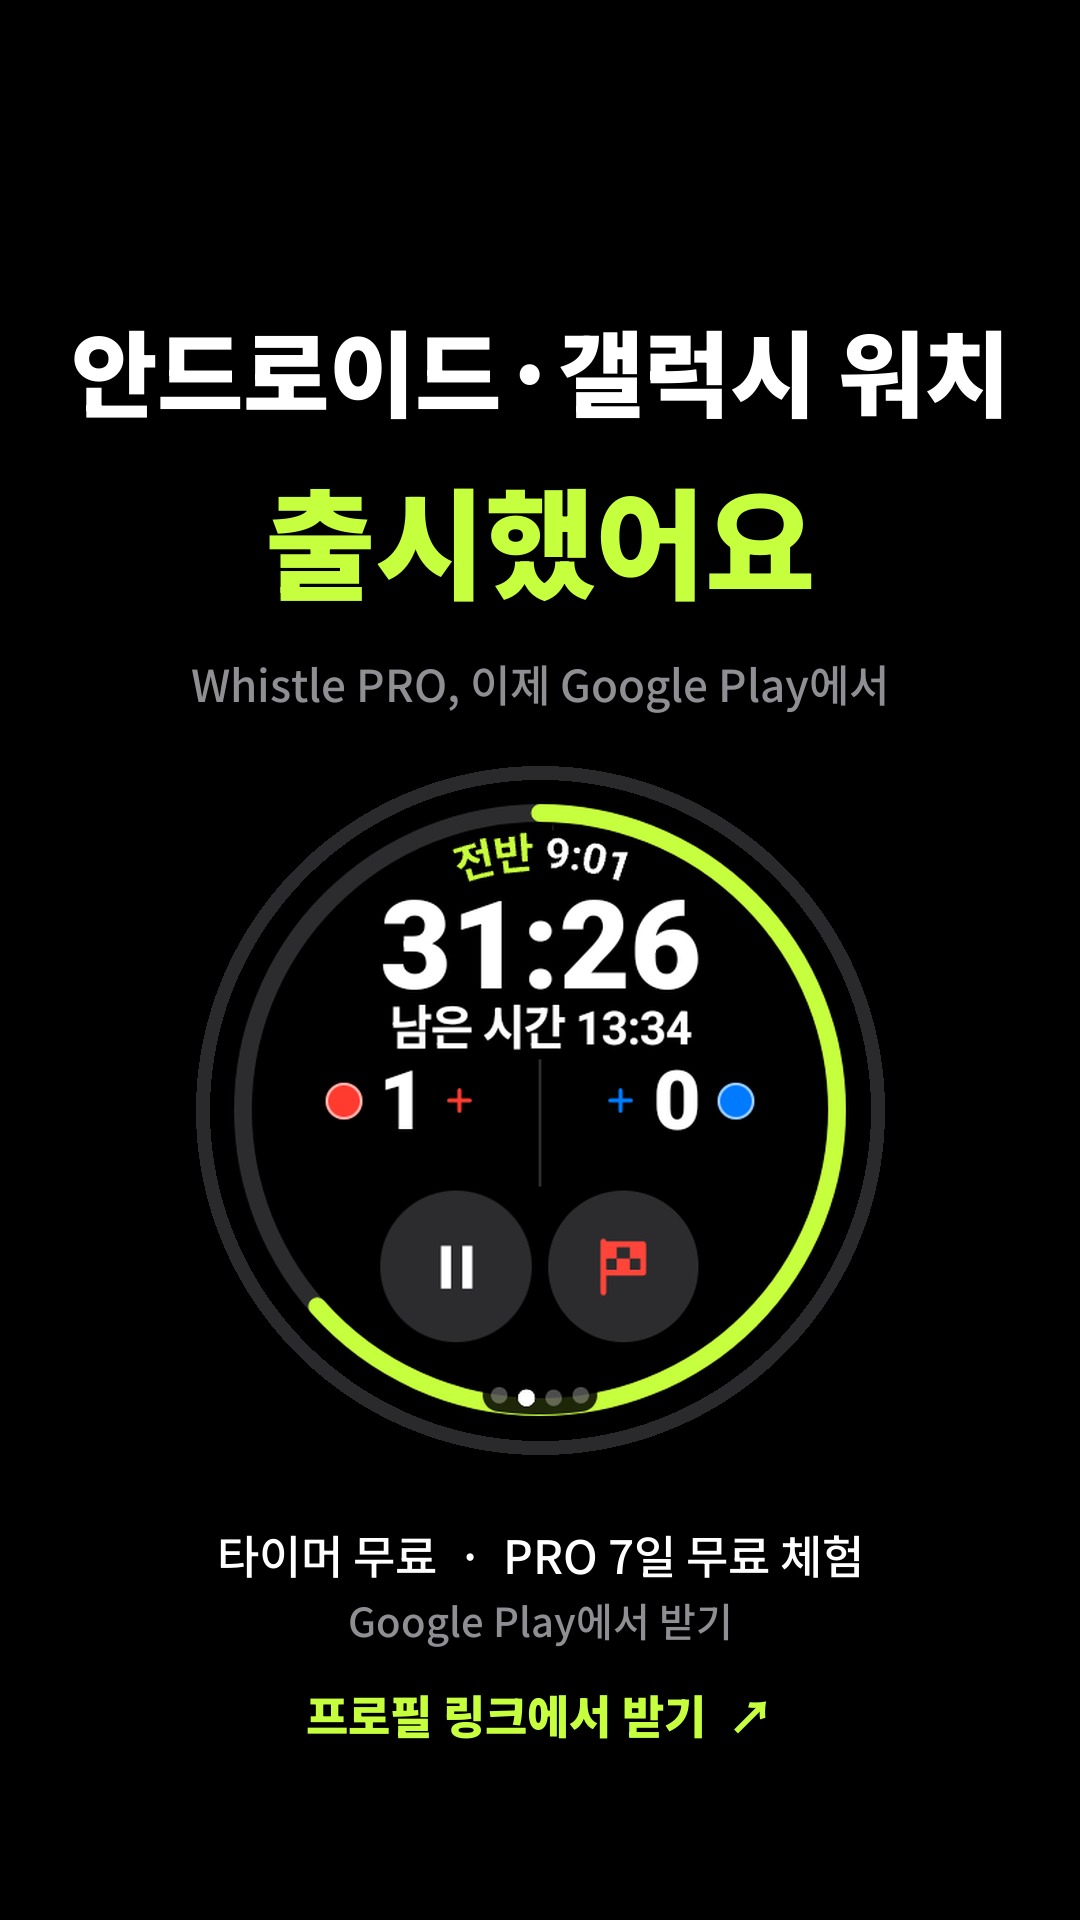 안드로이드·갤럭시 워치
출시했어요
Whistle PRO, 이제 Google Play에서
전반 9:01
31:26
남은 시간 13:34
1 + + 0
타이머 무료 · PRO 7일 무료 체험
Google Play에서 받기
프로필 링크에서 받기 ↗